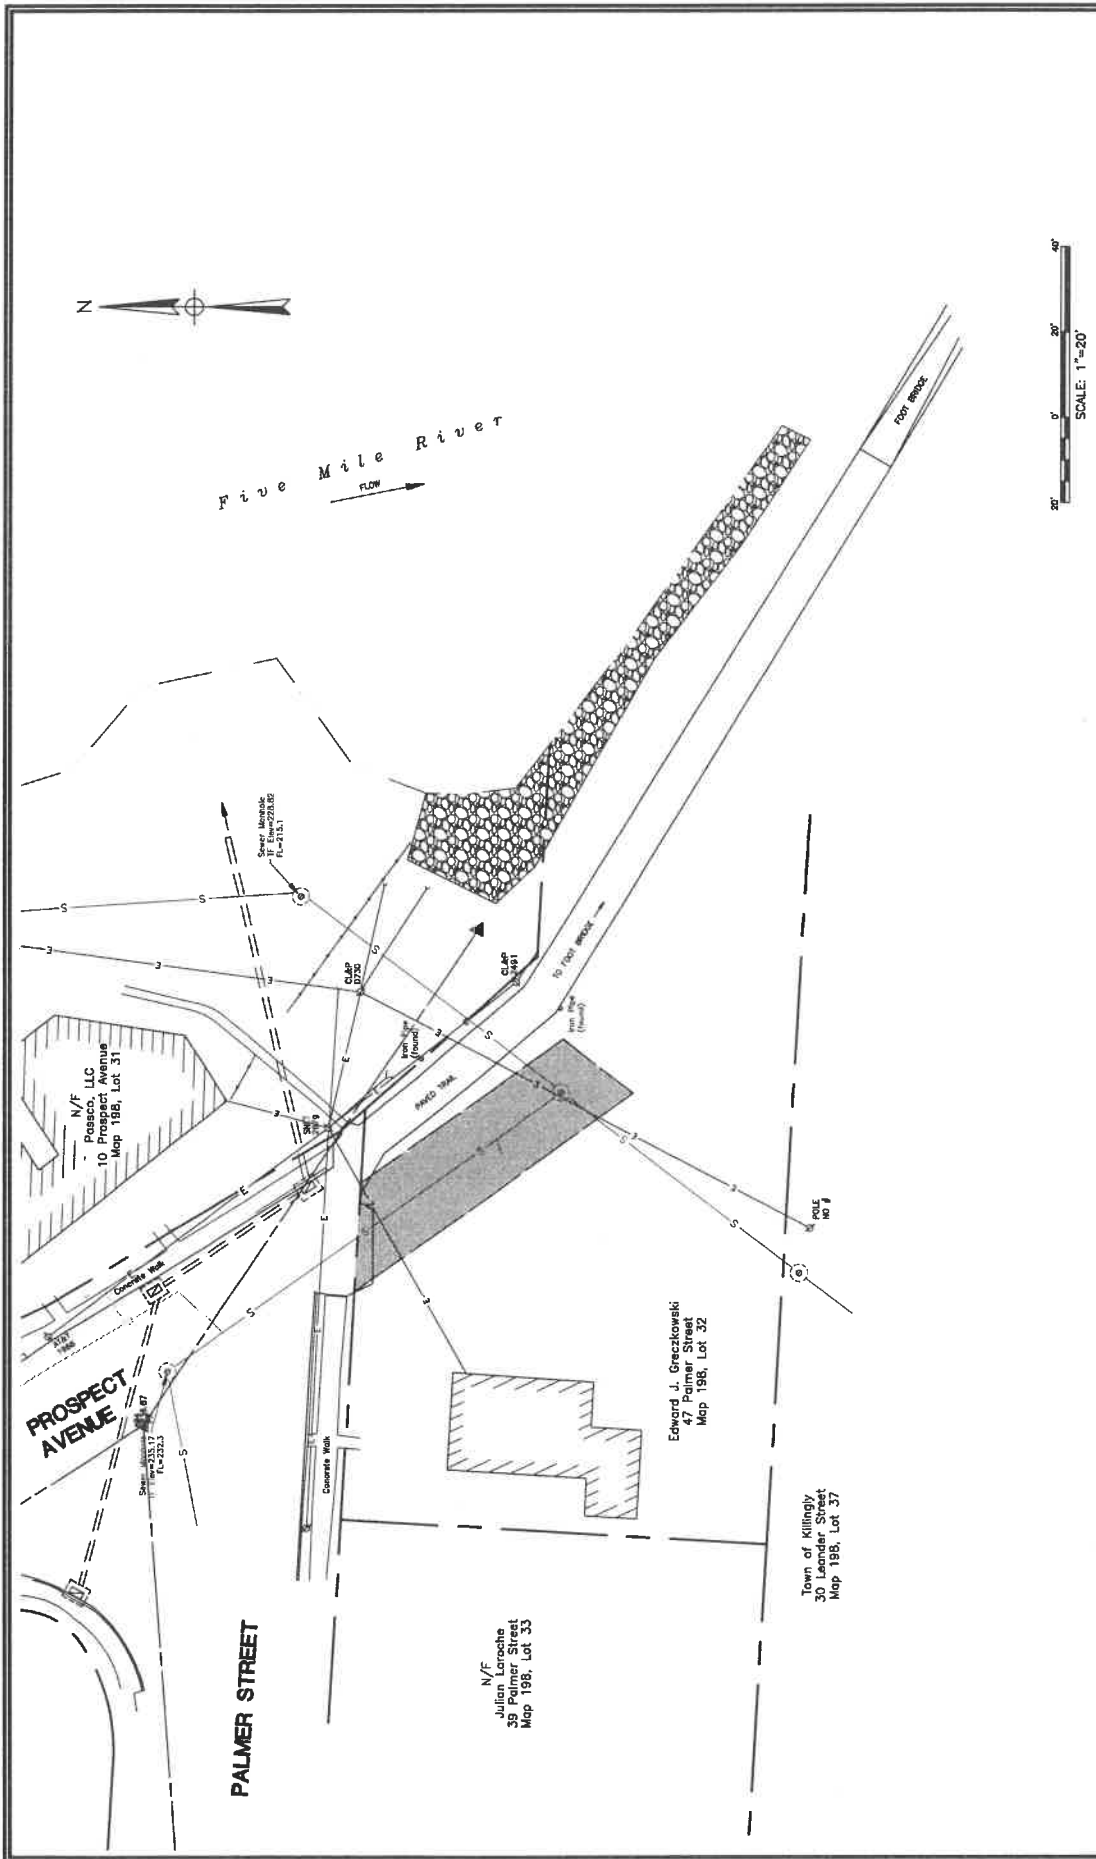 N
Five Mile River
FLOW
FOOT BRIDGE
20'
0'
20'
40'
SCALE: 1"=20'
Sewer Manhole
TF Elev=228.82
FL=215.1
S
S
E
E
E
CL&P
D730
CL&P
TO FOOT BRIDGE
Iron Pipe
(found)
Iron Pipe
(found)
PAVED TRAIL
N/F
Passco, LLC
10 Prospect Avenue
Map 198, Lot 31
E
E
E
E
S
S
E
E
S
E
S
POLE
NO #
Concrete Walk
AT&T
PROSPECT
AVENUE
Elev=235.17
FL=232.3
S
S
E
Concrete Walk
Edward J. Greczkowski
47 Palmer Street
Map 198, Lot 32
Town of Killingly
30 Leander Street
Map 198, Lot 37
N/F
Julian Laroche
39 Palmer Street
Map 198, Lot 33
PALMER STREET